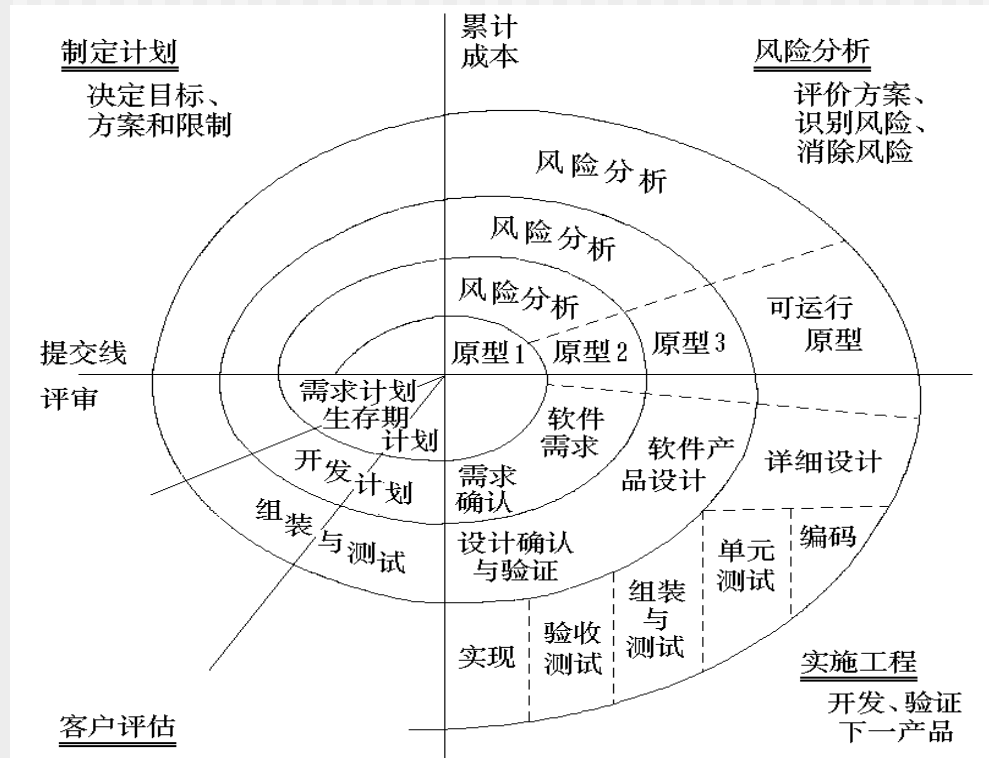 制定计划
决定目标、
方案和限制
累计
成本
风险分析
评价方案、
识别风险、
消除风险
风险分析
风险分析
风险分析
可运行
原型
原型1
原型2
原型3
提交线
评审
需求计划
生存期
计划
开发计划
组装与测试
软件
需求
需求
确认
软件产
品设计
详细设计
设计确认
与验证
编码
单元
测试
组装
与
测试
验收
测试
实现
实施工程
开发、验证
下一产品
客户评估